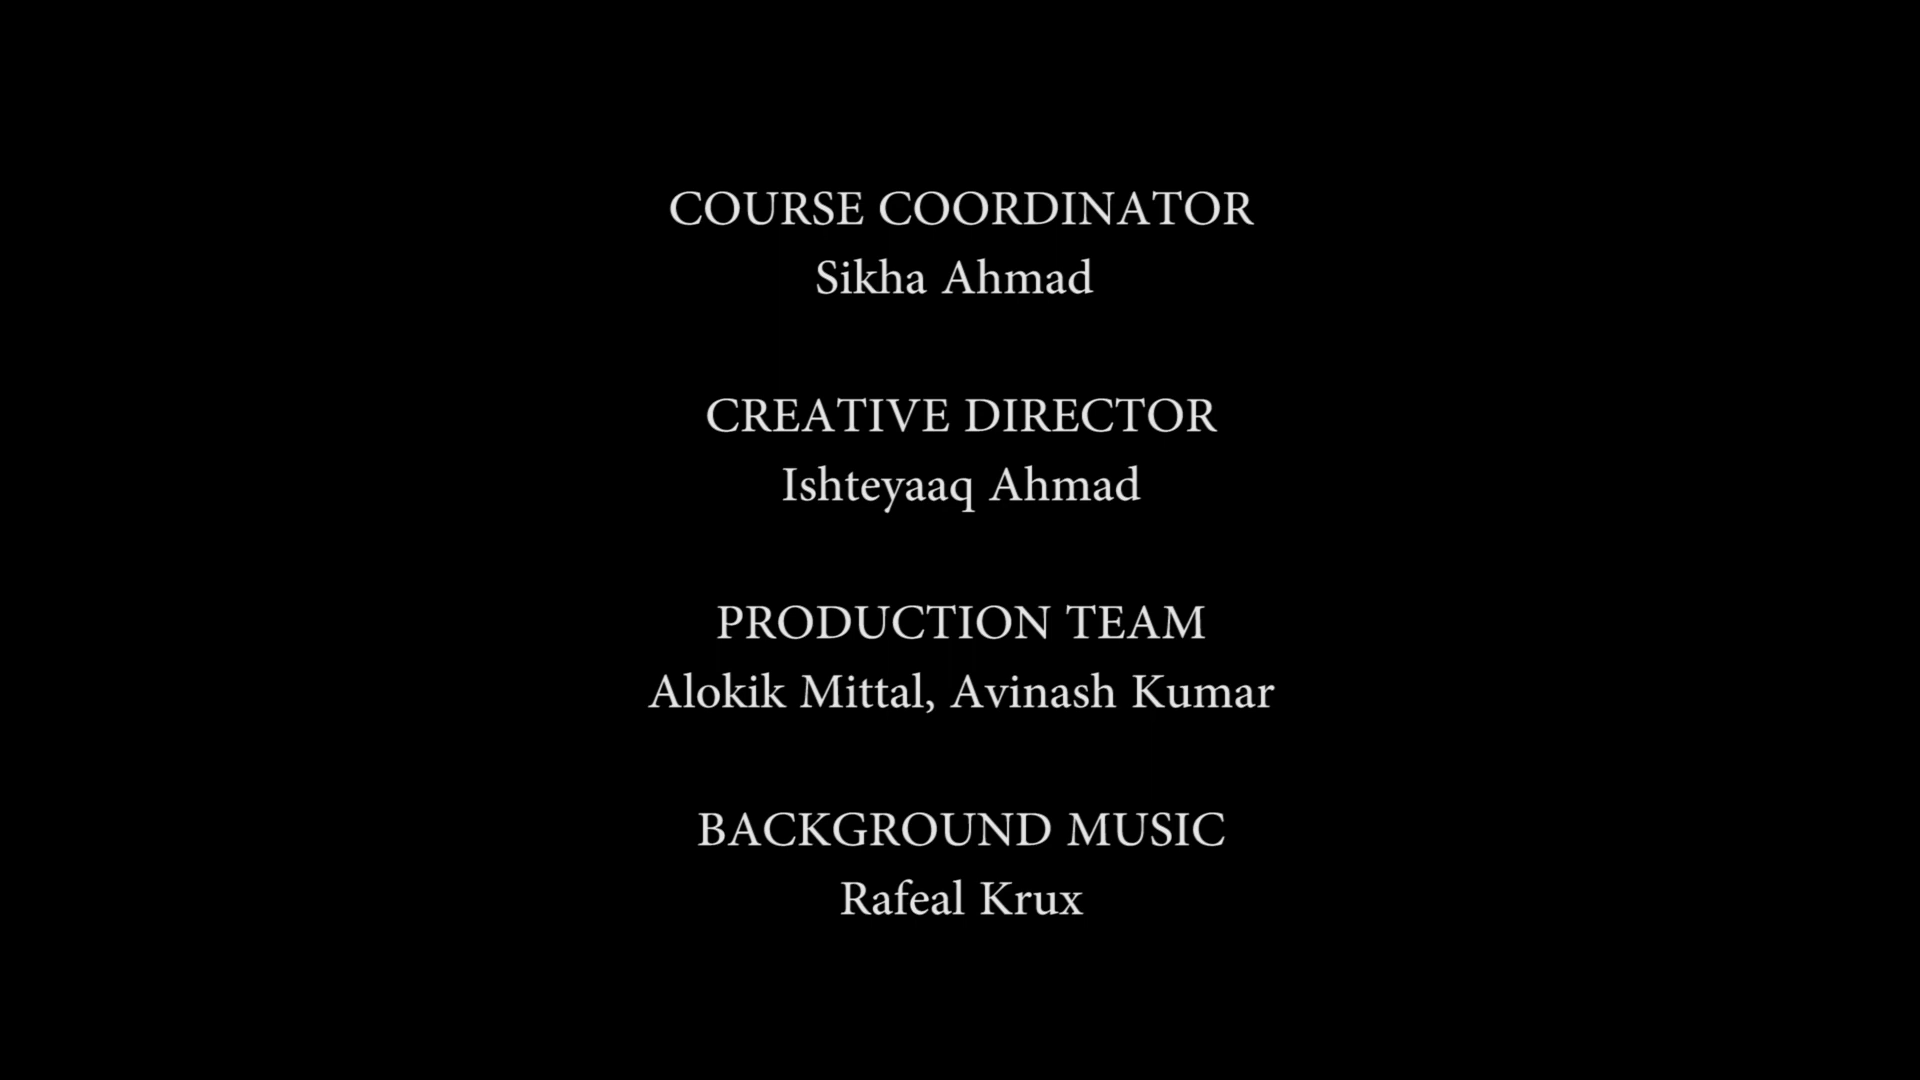 COURSE COORDINATOR
Sikha Ahmad
CREATIVE DIRECTOR
Ishteyaaq Ahmad
PRODUCTION TEAM
Alokik Mittal, Avinash Kumar
BACKGROUND MUSIC
Rafeal Krux